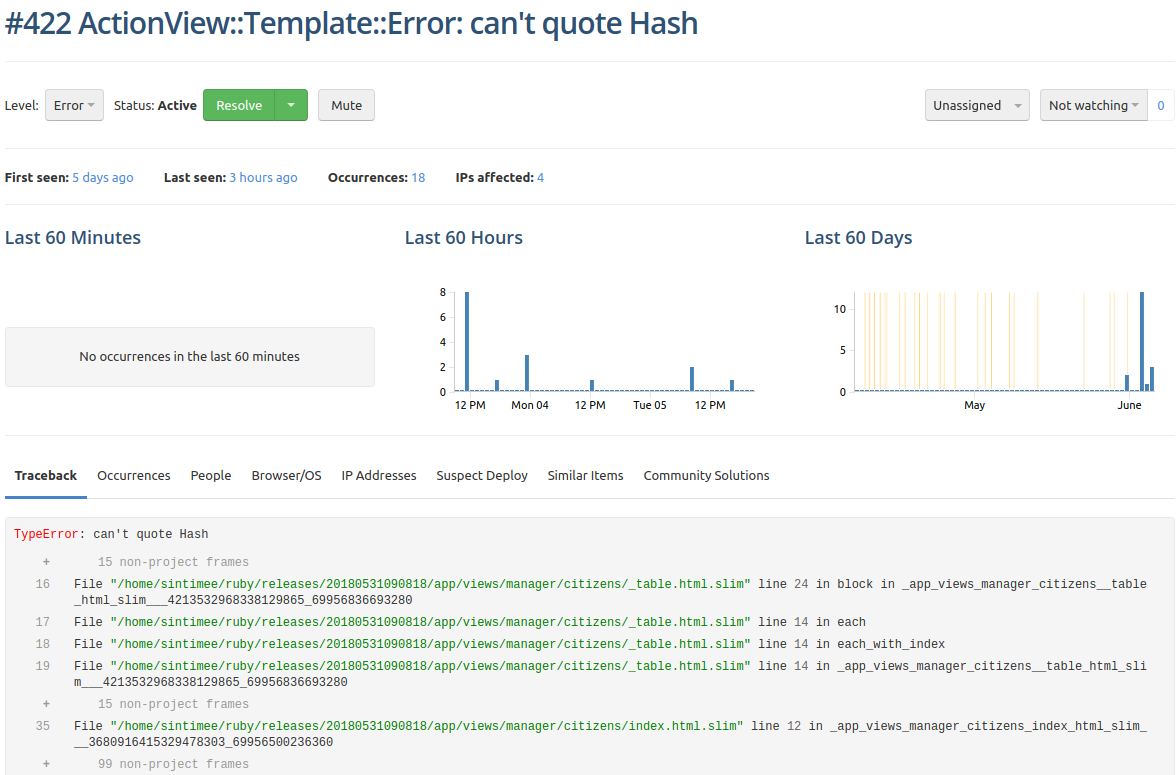 #422 ActionView::Template::Error: can't quote Hash
Level: Error Status: Active Resolve Mute Unassigned Not watching 0
First seen: 5 days ago Last seen: 3 hours ago Occurrences: 18 IPs affected: 4
Last 60 Minutes
No occurrences in the last 60 minutes
Last 60 Hours
8
6
4
2
0
12 PM Mon 04 12 PM Tue 05 12 PM
Last 60 Days
10
5
0
May June
Traceback Occurrences People Browser/OS IP Addresses Suspect Deploy Similar Items Community Solutions
TypeError: can't quote Hash
+ 15 non-project frames
16 File "/home/sintimee/ruby/releases/20180531090818/app/views/manager/citizens/_table.html.slim" line 24 in block in _app_views_manager_citizens__table
_html_slim___4213532968338129865_69956836693280
17 File "/home/sintimee/ruby/releases/20180531090818/app/views/manager/citizens/_table.html.slim" line 14 in each
18 File "/home/sintimee/ruby/releases/20180531090818/app/views/manager/citizens/_table.html.slim" line 14 in each_with_index
19 File "/home/sintimee/ruby/releases/20180531090818/app/views/manager/citizens/_table.html.slim" line 14 in _app_views_manager_citizens__table_html_sli
m___4213532968338129865_69956836693280
+ 15 non-project frames
35 File "/home/sintimee/ruby/releases/20180531090818/app/views/manager/citizens/index.html.slim" line 12 in _app_views_manager_citizens_index_html_slim_
__3680916415329478303_69956500236360
+ 99 non-project frames